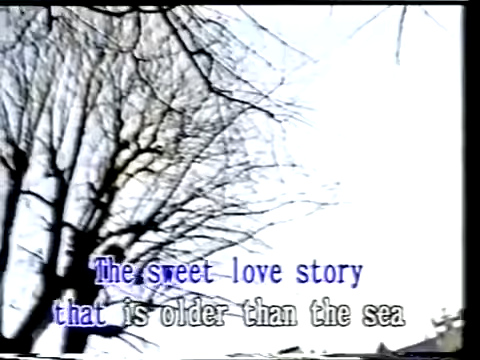 The sweet love story
that is older than the sea